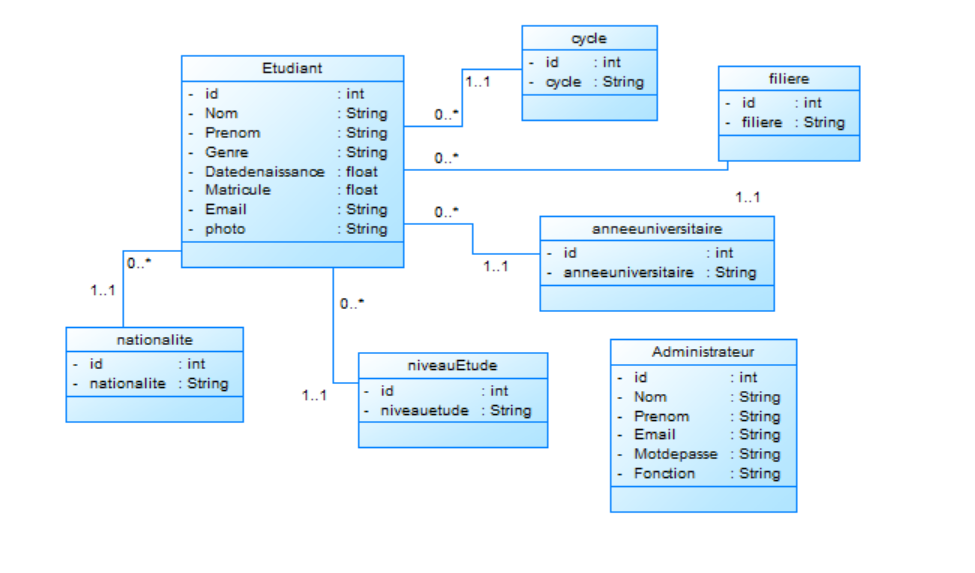 cycle
- id : int
- cycle : String
Etudiant
- id : int
- Nom : String
- Prenom : String
- Genre : String
- Datedenaissance : float
- Matricule : float
- Email : String
- photo : String
filiere
- id : int
- filiere : String
1..1
0..*
0..*
1..1
0..*
1..1
anneeuniversitaire
- id : int
- anneeuniversitaire : String
0..*
1..1
nationalite
- id : int
- nationalite : String
0..*
1..1
niveauEtude
- id : int
- niveauetude : String
Administrateur
- id : int
- Nom : String
- Prenom : String
- Email : String
- Motdepasse : String
- Fonction : String